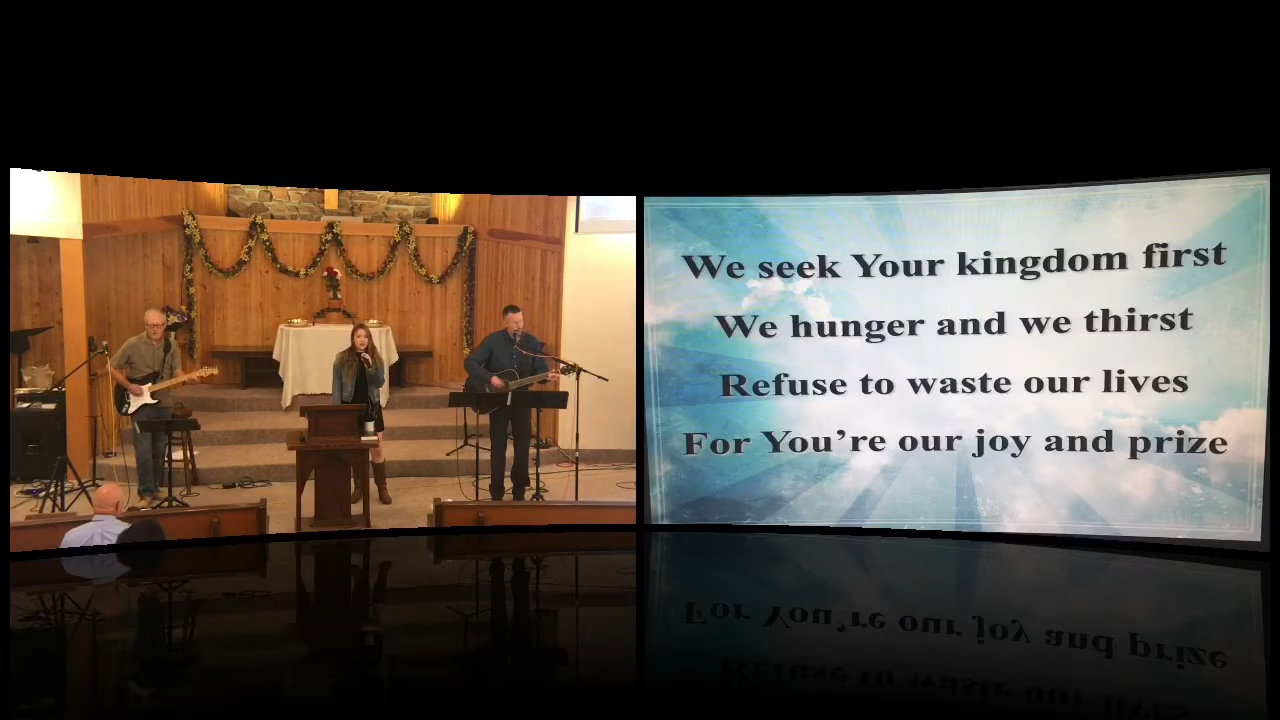 We seek Your kingdom first
We hunger and we thirst
Refuse to waste our lives
For You’re our joy and prize